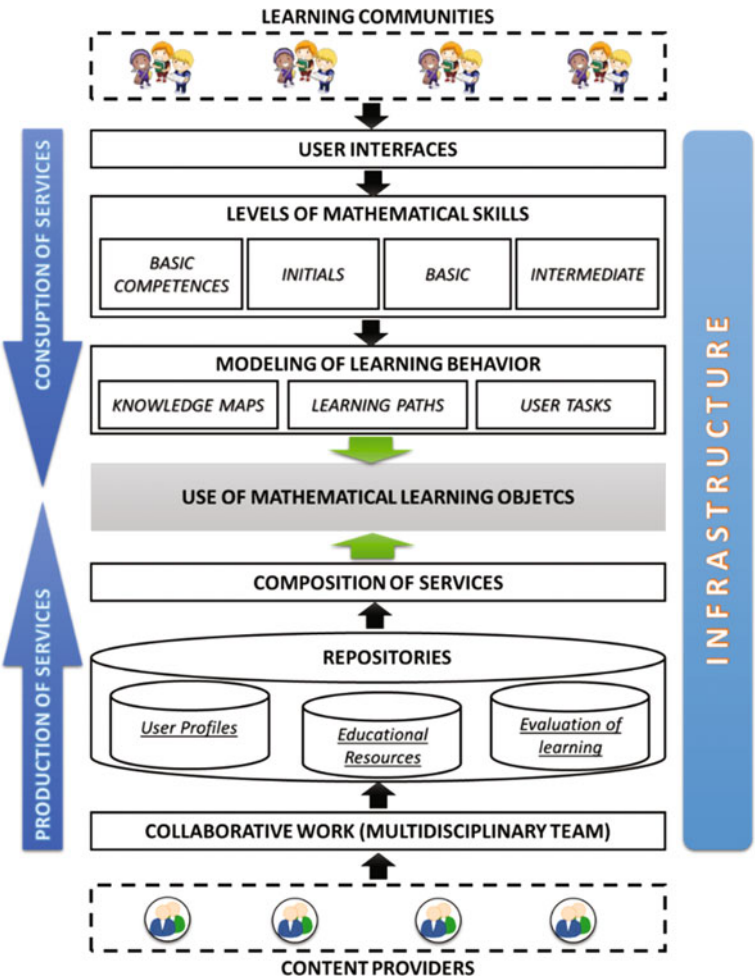 LEARNING COMMUNITIES
CONSUPTION OF SERVICES
USER INTERFACES
LEVELS OF MATHEMATICAL SKILLS
BASIC
COMPETENCES
INITIALS
BASIC
INTERMEDIATE
MODELING OF LEARNING BEHAVIOR
KNOWLEDGE MAPS
LEARNING PATHS
USER TASKS
USE OF MATHEMATICAL LEARNING OBJETCS
PRODUCTION OF SERVICES
COMPOSITION OF SERVICES
REPOSITORIES
User Profiles
Educational
Resources
Evaluation of
learning
COLLABORATIVE WORK (MULTIDISCIPLINARY TEAM)
CONTENT PROVIDERS
INFRASTRUCTURE